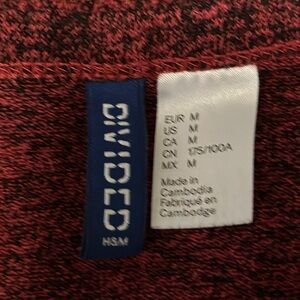 DIVIDED
H&M
EUR M
US M
CA M
CN 175/100A
MX M
Made in
Cambodia
Fabriqué en
Cambodge